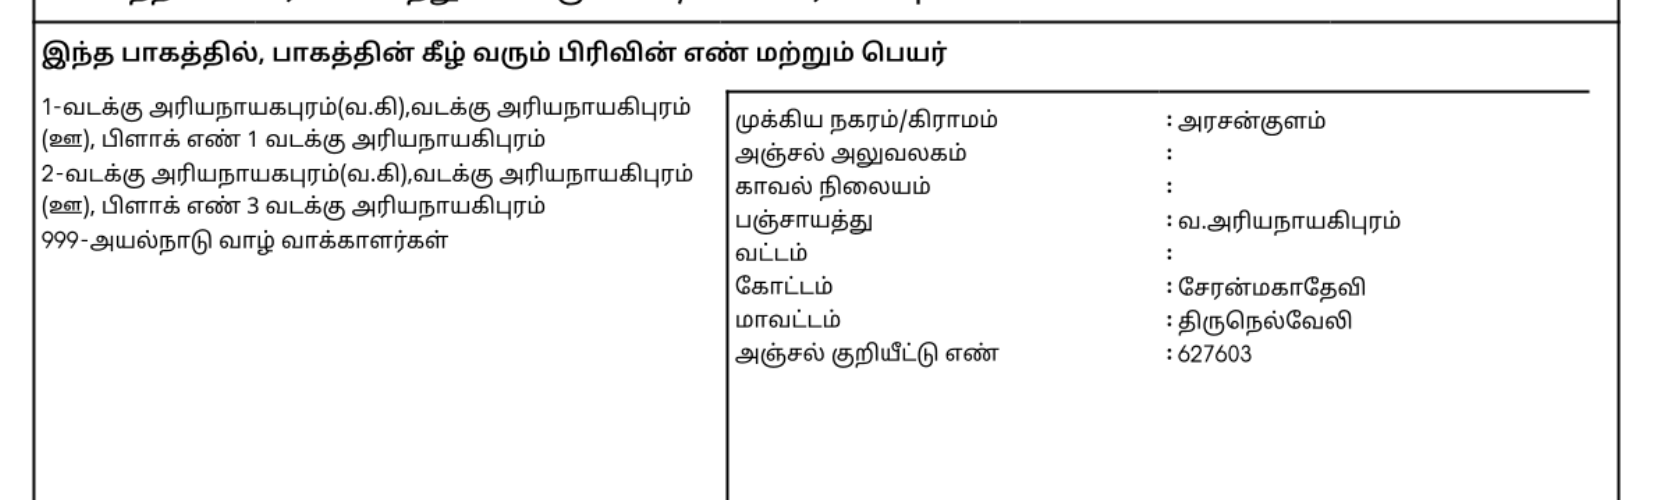 இந்த பாகத்தில், பாகத்தின் கீழ் வரும் பிரிவின் எண் மற்றும் பெயர்
1-வடக்கு அரியநாயகபுரம்(வ.கி),வடக்கு அரியநாயகிபுரம்
(ஊ), பிளாக் எண் 1 வடக்கு அரியநாயகிபுரம்
2-வடக்கு அரியநாயகபுரம்(வ.கி),வடக்கு அரியநாயகிபுரம்
(ஊ), பிளாக் எண் 3 வடக்கு அரியநாயகிபுரம்
999-அயல்நாடு வாழ் வாக்காளர்கள்
முக்கிய நகரம்/கிராமம் : அரசன்குளம்
அஞ்சல் அலுவலகம் :
காவல் நிலையம் :
பஞ்சாயத்து : வ.அரியநாயகிபுரம்
வட்டம் :
கோட்டம் : சேரன்மகாதேவி
மாவட்டம் : திருநெல்வேலி
அஞ்சல் குறியீட்டு எண் : 627603